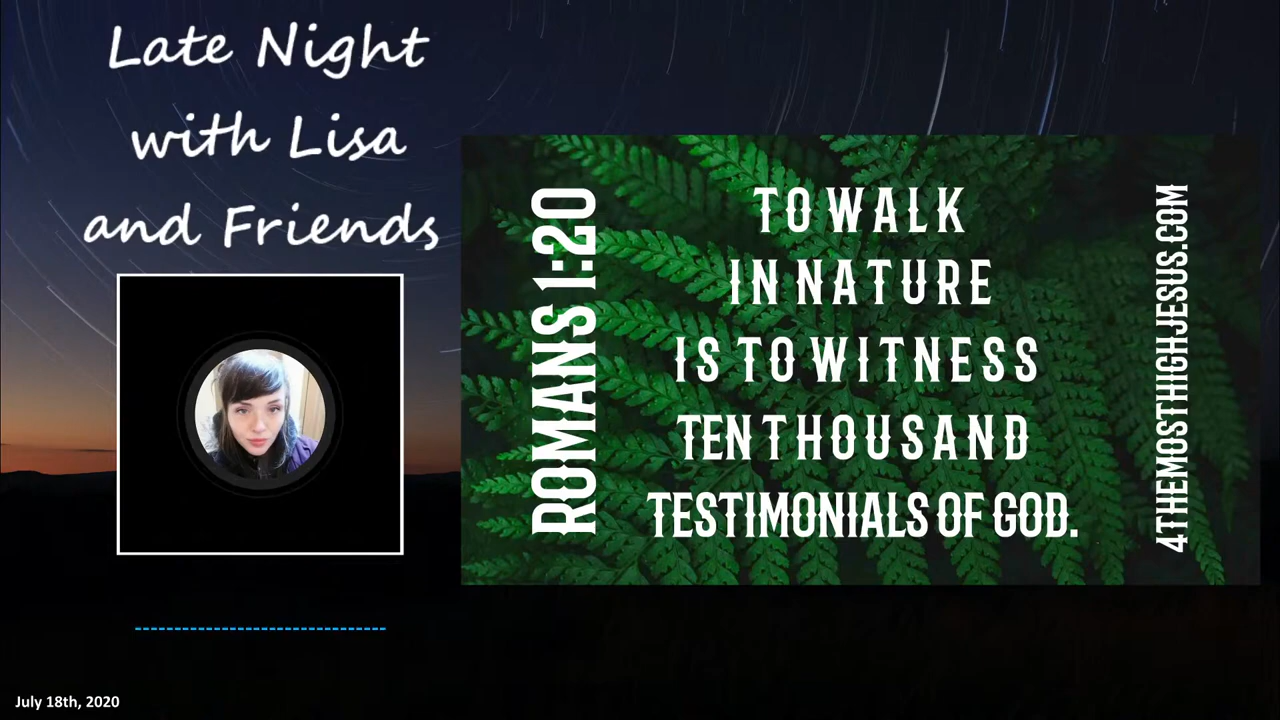 Late Night
with Lisa
and Friends
ROMANS 1:20
TO WALK
IN NATURE
IS TO WITNESS
TEN THOUSAND
TESTIMONIALS OF GOD.
4THEMOSTHIGHJESUS.COM
July 18th, 2020